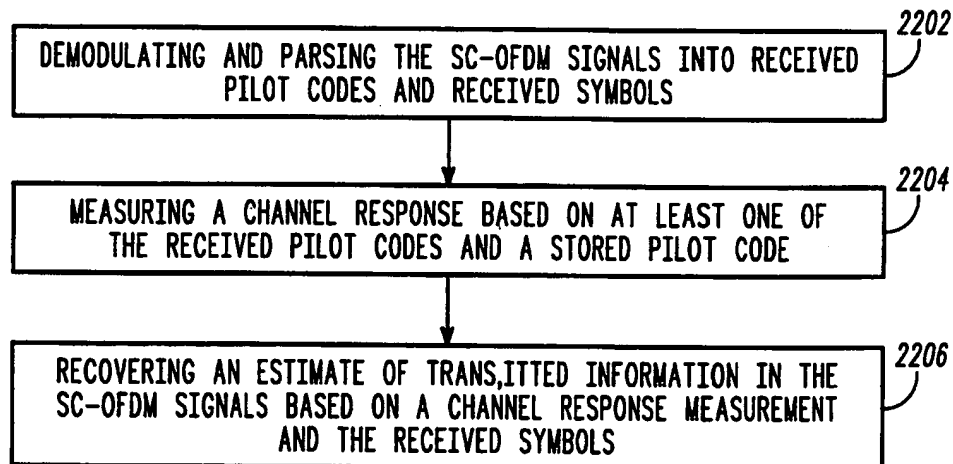 2202
DEMODULATING AND PARSING THE SC-OFDM SIGNALS INTO RECEIVED
PILOT CODES AND RECEIVED SYMBOLS
2204
MEASURING A CHANNEL RESPONSE BASED ON AT LEAST ONE OF
THE RECEIVED PILOT CODES AND A STORED PILOT CODE
2206
RECOVERING AN ESTIMATE OF TRANS,ITTED INFORMATION IN THE
SC-OFDM SIGNALS BASED ON A CHANNEL RESPONSE MEASUREMENT
AND THE RECEIVED SYMBOLS